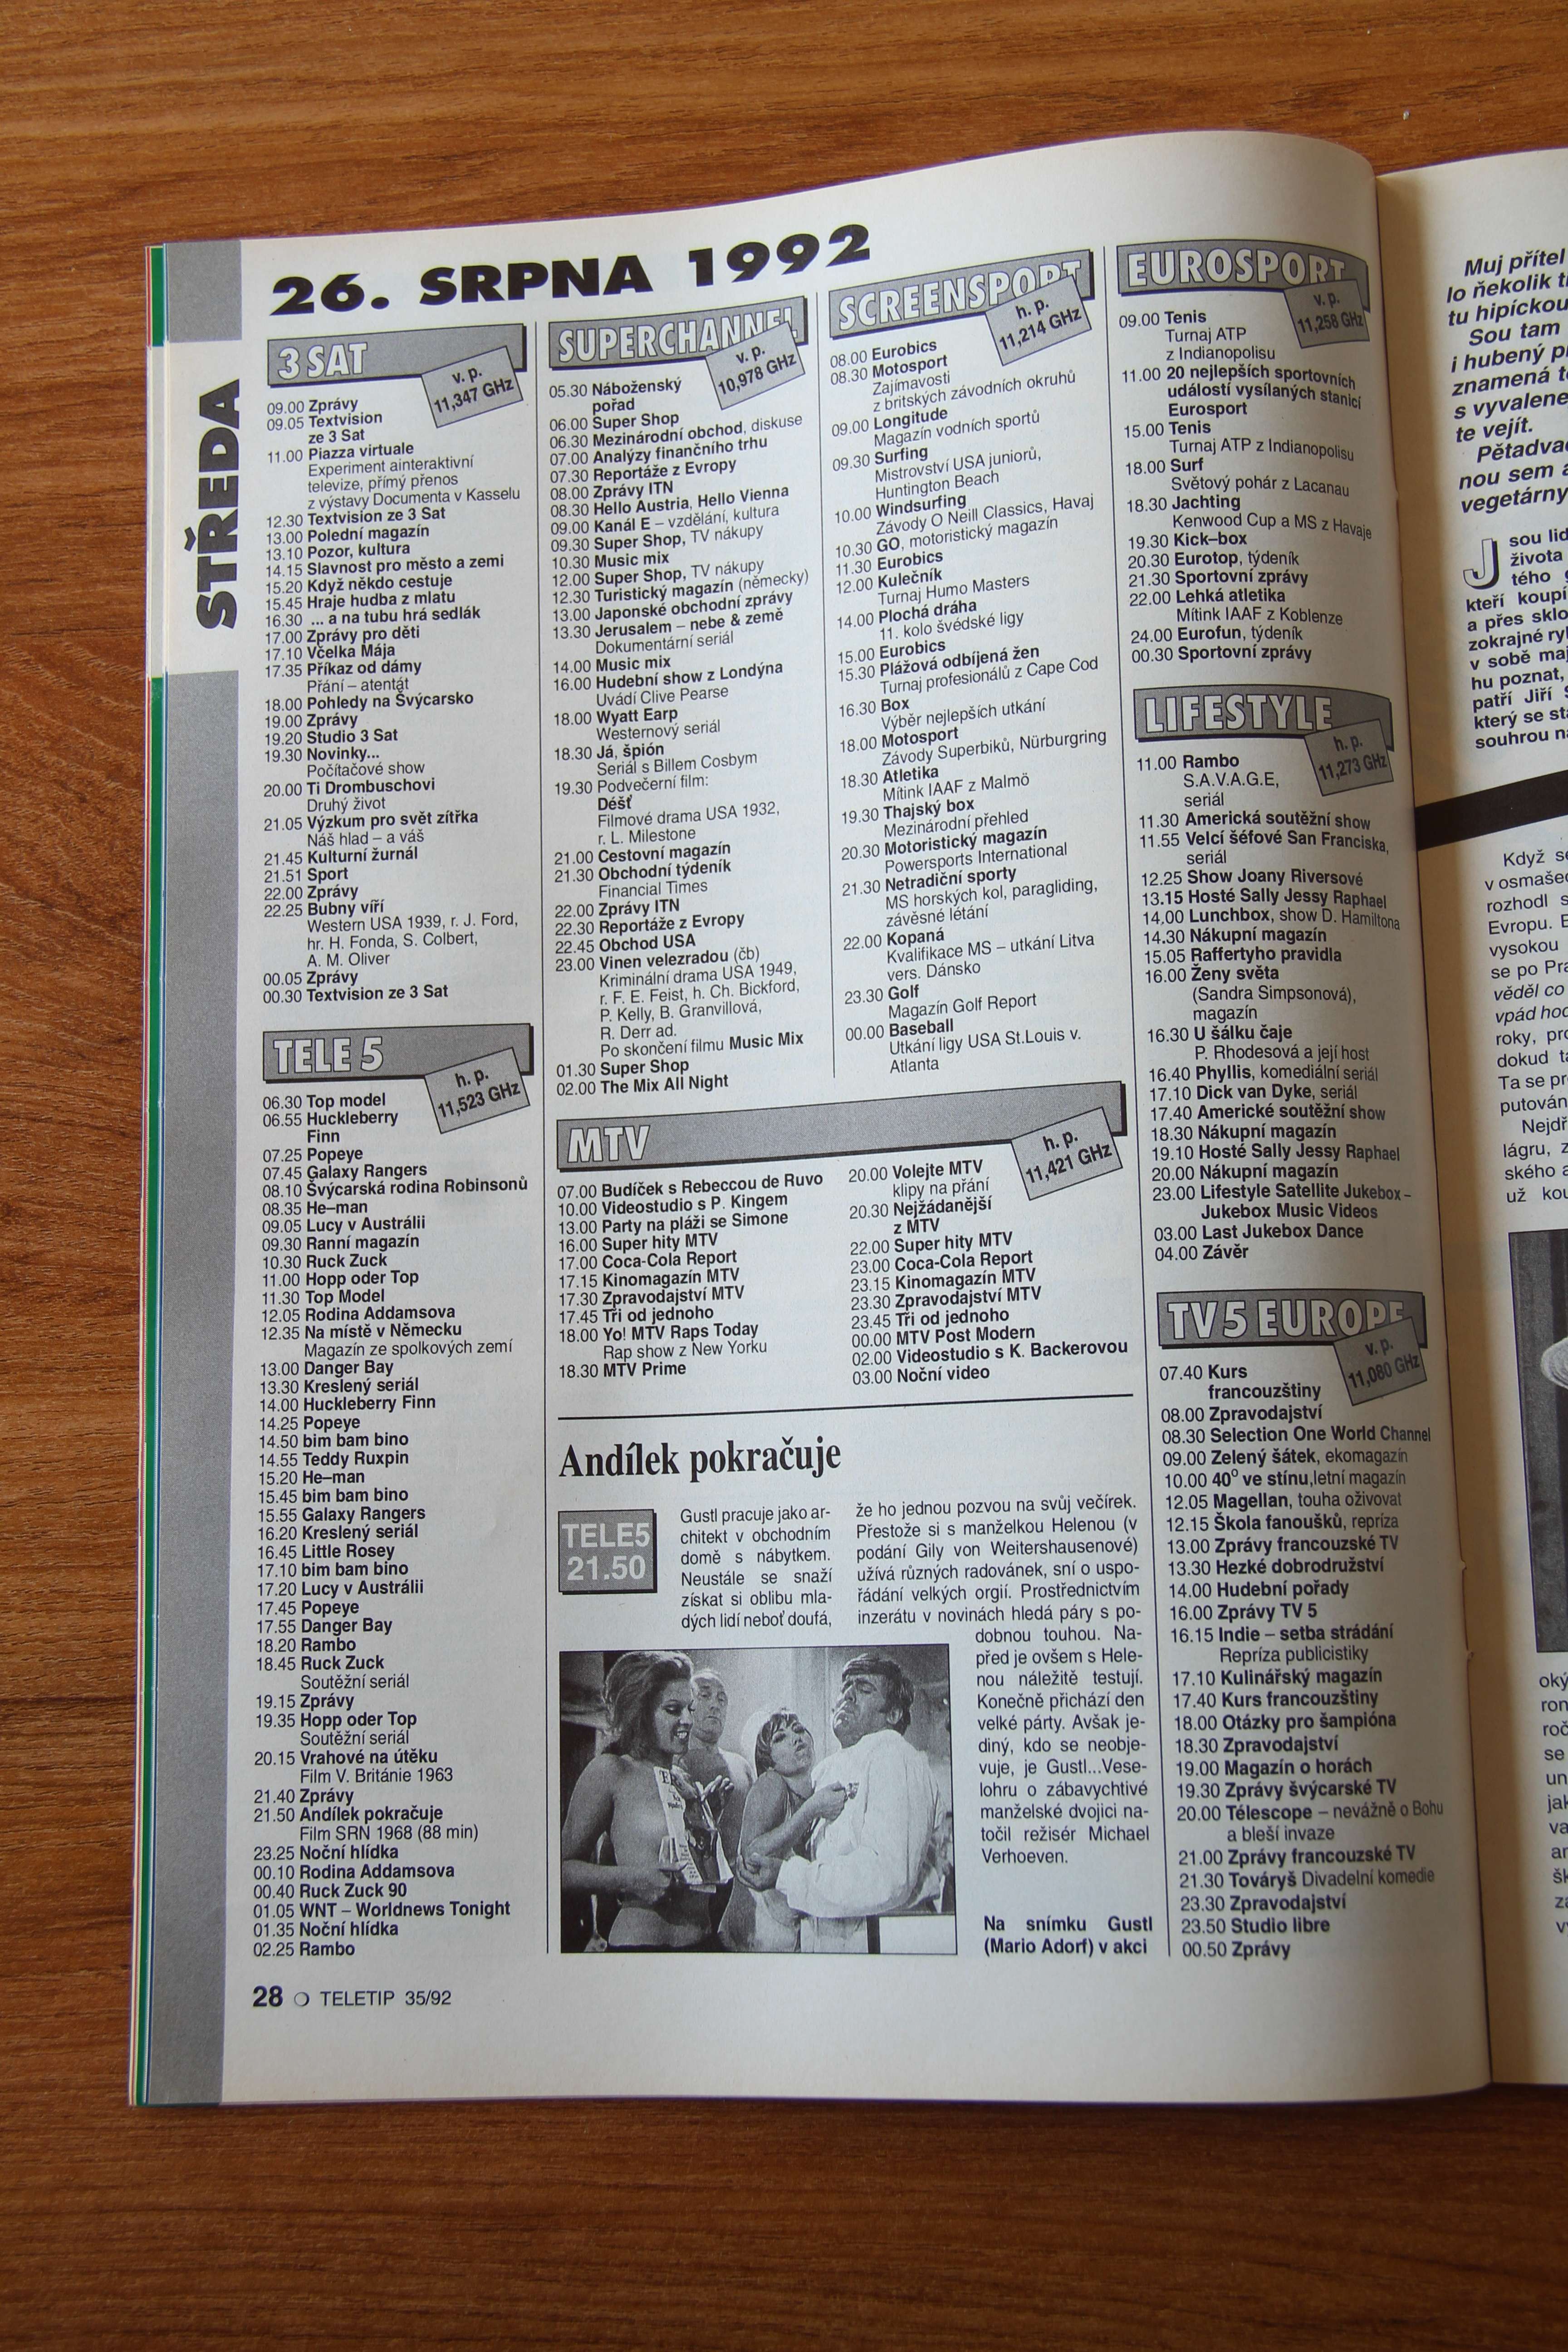 STŘEDA
26. SRPNA 1992
3 SAT
v. p.
11,347 GHz
09.00 Zprávy
09.05 Textvision
ze 3 Sat
11.00 Piazza virtuale
Experiment ainteraktivní
televize, přímý přenos
z výstavy Documenta v Kasselu
12.30 Textvision ze 3 Sat
13.00 Polední magazín
13.10 Pozor, kultura
14.15 Slavnost pro město a zemi
15.20 Když někdo cestuje
15.45 Hraje hudba z mlatu
16.30 ... a na tubu hrá sedlák
17.00 Zprávy pro děti
17.10 Včelka Mája
17.35 Příkaz od dámy
Přání – atentát
18.00 Pohledy na Švýcarsko
19.00 Zprávy
19.20 Studio 3 Sat
19.30 Novinky...
Počítačové show
20.00 Ti Drombuschovi
Druhý život
21.05 Výzkum pro svět zítřka
Náš hlad – a váš
21.45 Kulturní žurnál
21.51 Sport
22.00 Zprávy
22.25 Bubny víří
Western USA 1939, r. J. Ford,
hr. H. Fonda, S. Colbert,
A. M. Oliver
00.05 Zprávy
00.30 Textvision ze 3 Sat
TELE 5
h. p.
11,523 GHz
06.30 Top model
06.55 Huckleberry
Finn
07.25 Popeye
07.45 Galaxy Rangers
08.10 Švýcarská rodina Robinsonů
08.35 He–man
09.05 Lucy v Austrálii
09.30 Ranní magazín
10.30 Ruck Zuck
11.00 Hopp oder Top
11.30 Top Model
12.05 Rodina Addamsova
12.35 Na místě v Německu
Magazín ze spolkových zemí
13.00 Danger Bay
13.30 Kreslený seriál
14.00 Huckleberry Finn
14.25 Popeye
14.50 bim bam bino
14.55 Teddy Ruxpin
15.20 He–man
15.45 bim bam bino
15.55 Galaxy Rangers
16.20 Kreslený seriál
16.45 Little Rosey
17.10 bim bam bino
17.20 Lucy v Austrálii
17.45 Popeye
17.55 Danger Bay
18.20 Rambo
18.45 Ruck Zuck
Soutěžní seriál
19.15 Zprávy
19.35 Hopp oder Top
Soutěžní seriál
20.15 Vrahové na útěku
Film V. Británie 1963
21.40 Zprávy
21.50 Andílek pokračuje
Film SRN 1968 (88 min)
23.25 Noční hlídka
00.10 Rodina Addamsova
00.40 Ruck Zuck 90
01.05 WNT – Worldnews Tonight
01.35 Noční hlídka
02.25 Rambo
SUPERCHANNEL
v. p.
10,978 GHz
05.30 Náboženský
pořad
06.00 Super Shop
06.30 Mezinárodní obchod, diskuse
07.00 Analýzy finančního trhu
07.30 Reportáže z Evropy
08.00 Zprávy ITN
08.30 Hello Austria, Hello Vienna
09.00 Kanál E – vzdělání, kultura
09.30 Super Shop, TV nákupy
10.30 Music mix
12.00 Super Shop, TV nákupy
12.30 Turistický magazín (německy)
13.00 Japonské obchodní zprávy
13.30 Jerusalem – nebe & země
Dokumentární seriál
14.00 Music mix
16.00 Hudební show z Londýna
Uvádí Clive Pearse
18.00 Wyatt Earp
Westernový seriál
18.30 Já, špión
Seriál s Billem Cosbym
19.30 Podvečerní film:
Déšť
Filmové drama USA 1932,
r. L. Milestone
21.00 Cestovní magazín
21.30 Obchodní týdeník
Financial Times
22.00 Zprávy ITN
22.30 Reportáže z Evropy
22.45 Obchod USA
23.00 Vinen velezradou (čb)
Kriminální drama USA 1949,
r. F. E. Feist, h. Ch. Bickford,
P. Kelly, B. Granvillová,
R. Derr ad.
Po skončení filmu Music Mix
01.30 Super Shop
02.00 The Mix All Night
SCREENSPORT
h. p.
11,214 GHz
08.00 Eurobics
08.30 Motosport
Zajímavosti
z britských závodních okruhů
09.00 Longitude
Magazín vodních sportů
09.30 Surfing
Mistrovství USA juniorů,
Huntington Beach
10.00 Windsurfing
Závody O Neill Classics, Havaj
10.30 GO, motoristický magazín
11.30 Eurobics
12.00 Kulečník
Turnaj Humo Masters
14.00 Plochá dráha
11. kolo švédské ligy
15.00 Eurobics
15.30 Plážová odbíjená žen
Turnaj profesionálů z Cape Cod
16.30 Box
Výběr nejlepších utkání
18.00 Motosport
Závody Superbiků, Nürburgring
18.30 Atletika
Mítink IAAF z Malmö
19.30 Thajský box
Mezinárodní přehled
20.30 Motoristický magazín
Powersports International
21.30 Netradiční sporty
MS horských kol, paragliding,
závěsné létání
22.00 Kopaná
Kvalifikace MS – utkání Litva
vers. Dánsko
23.30 Golf
Magazín Golf Report
00.00 Baseball
Utkání ligy USA St.Louis v.
Atlanta
MTV
h. p.
11,421 GHz
07.00 Budíček s Rebeccou de Ruvo
10.00 Videostudio s P. Kingem
13.00 Party na pláži se Simone
16.00 Super hity MTV
17.00 Coca-Cola Report
17.15 Kinomagazín MTV
17.30 Zpravodajství MTV
17.45 Tři od jednoho
18.00 Yo! MTV Raps Today
Rap show z New Yorku
18.30 MTV Prime
20.00 Volejte MTV
klipy na přání
20.30 Nejžádanější
z MTV
22.00 Super hity MTV
23.00 Coca-Cola Report
23.15 Kinomagazín MTV
23.30 Zpravodajství MTV
23.45 Tři od jednoho
00.00 MTV Post Modern
02.00 Videostudio s K. Backerovou
03.00 Noční video
Andílek pokračuje
TELE5
21.50
Gustl pracuje jako ar-
chitekt v obchodním
domě s nábytkem.
Neustále se snaží
získat si oblibu mla-
dých lidí neboť doufá,
že ho jednou pozvou na svůj večírek.
Přestože si s manželkou Helenou (v
podání Gily von Weitershausenové)
užívá různých radovánek, sní o uspo-
řádání velkých orgií. Prostřednictvím
inzerátu v novinách hledá páry s po-
dobnou touhou. Na-
před je ovšem s Hele-
nou náležitě testují.
Konečně přichází den
velké párty. Avšak je-
diný, kdo se neobje-
vuje, je Gustl...Vese-
lohru o zábavychtivé
manželské dvojici na-
točil režisér Michael
Verhoeven.
Na snímku Gustl
(Mario Adorf) v akci
EUROSPORT
v. p.
11,258 GHz
09.00 Tenis
Turnaj ATP
z Indianopolisu
11.00 20 nejlepších sportovních
událostí vysílaných stanicí
Eurosport
15.00 Tenis
Turnaj ATP z Indianopolisu
18.00 Surf
Světový pohár z Lacanau
18.30 Jachting
Kenwood Cup a MS z Havaje
19.30 Kick–box
20.30 Eurotop, týdeník
21.30 Sportovní zprávy
22.00 Lehká atletika
Mítink IAAF z Koblenze
24.00 Eurofun, týdeník
00.30 Sportovní zprávy
LIFESTYLE
h. p.
11,273 GHz
11.00 Rambo
S.A.V.A.G.E,
seriál
11.30 Americká soutěžní show
11.55 Velcí šéfové San Franciska,
seriál
12.25 Show Joany Riversové
13.15 Hosté Sally Jessy Raphael
14.00 Lunchbox, show D. Hamiltona
14.30 Nákupní magazín
15.05 Raffertyho pravidla
16.00 Ženy světa
(Sandra Simpsonová),
magazín
16.30 U šálku čaje
P. Rhodesová a její host
16.40 Phyllis, komediální seriál
17.10 Dick van Dyke, seriál
17.40 Americké soutěžní show
18.30 Nákupní magazín
19.10 Hosté Sally Jessy Raphael
20.00 Nákupní magazín
23.00 Lifestyle Satellite Jukebox –
Jukebox Music Videos
03.00 Last Jukebox Dance
04.00 Závěr
TV 5 EUROPE
v. p.
11,080 GHz
07.40 Kurs
francouzštiny
08.00 Zpravodajství
08.30 Selection One World Channel
09.00 Zelený šátek, ekomagazín
10.00 40° ve stínu,letní magazín
12.05 Magellan, touha oživovat
12.15 Škola fanoušků, repríza
13.00 Zprávy francouzské TV
13.30 Hezké dobrodružství
14.00 Hudební pořady
16.00 Zprávy TV 5
16.15 Indie – setba strádání
Repríza publicistiky
17.10 Kulinářský magazín
17.40 Kurs francouzštiny
18.00 Otázky pro šampióna
18.30 Zpravodajství
19.00 Magazín o horách
19.30 Zprávy švýcarské TV
20.00 Télescope – nevážně o Bohu
a bleší invaze
21.00 Zprávy francouzské TV
21.30 Továryš Divadelní komedie
23.30 Zpravodajství
23.50 Studio libre
00.50 Zprávy
28 ❍ TELETIP 35/92
Muj přítel
lo několik
tu hipíckou
Sou tam
i hubený
znamená
s vyvalene
te vejít.
nou sem
vegetárny
J
sou lid
života
tého
kteří koupí
a přes sklo
zokrajné
v sobě mají
hu poznat,
patří Jiří
který se
souhrou
Když
v osmašed
rozhodl
Evropu.
vysokou
se po
věděl co
vpád
roky,
dokud
Ta se
putování
Nejdř
lágru,
ského a
už